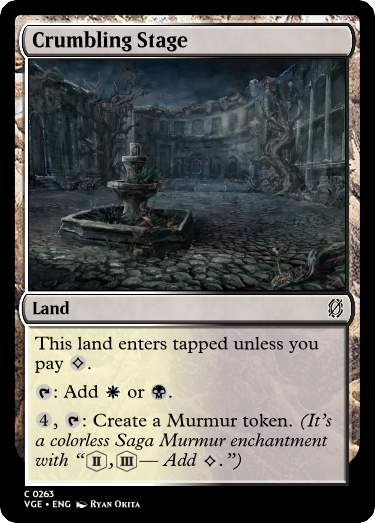 Crumbling Stage
Land
This land enters tapped unless you
pay ◇.
: Add or .
4, : Create a Murmur token. (It's
a colorless Saga Murmur enchantment
with “II, III — Add ◇.”)
C 0263
VGE • ENG Ryan Okita